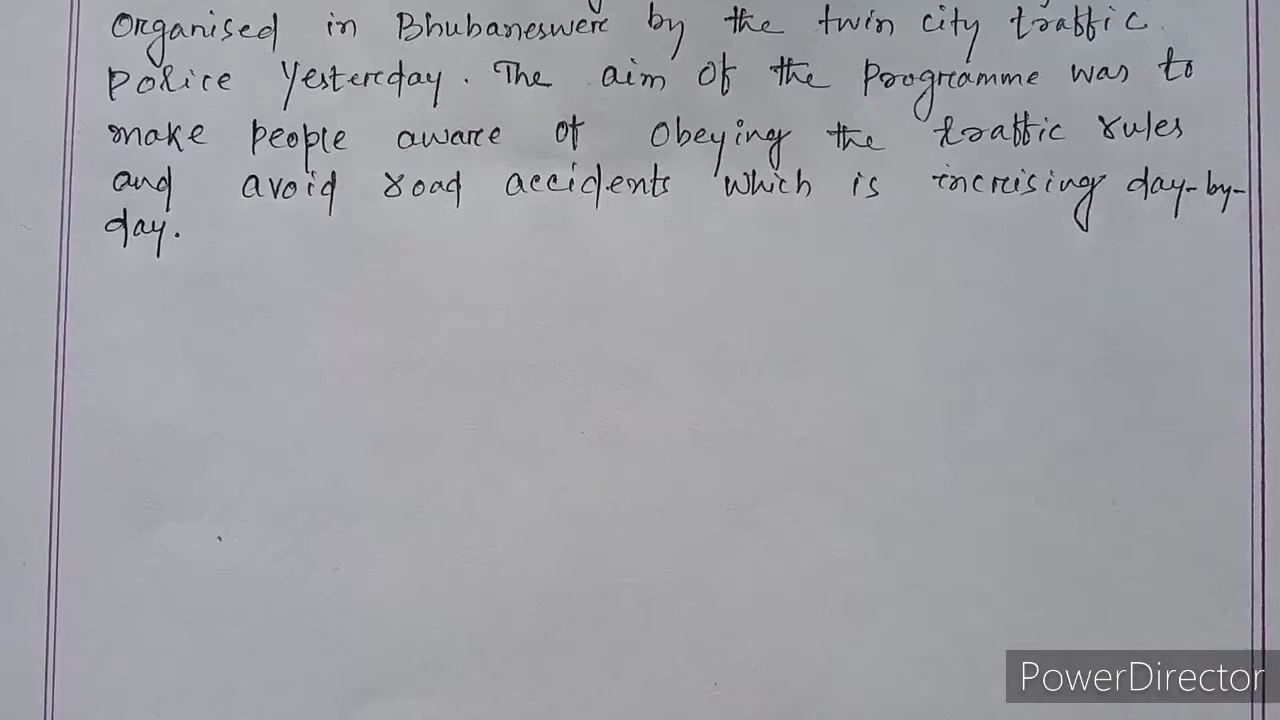 Organised in Bhubaneswere by the twin city traffic
police yesterday. The aim of the programme was to
make people aware of obeying the traffic rules
and avoid road accidents which is increising day-by-
day.
PowerDirector